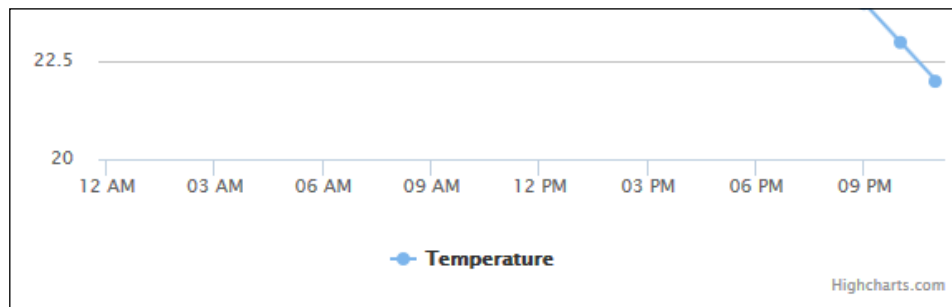 22.5
20
12 AM 03 AM 06 AM 09 AM 12 PM 03 PM 06 PM 09 PM
Temperature
Highcharts.com